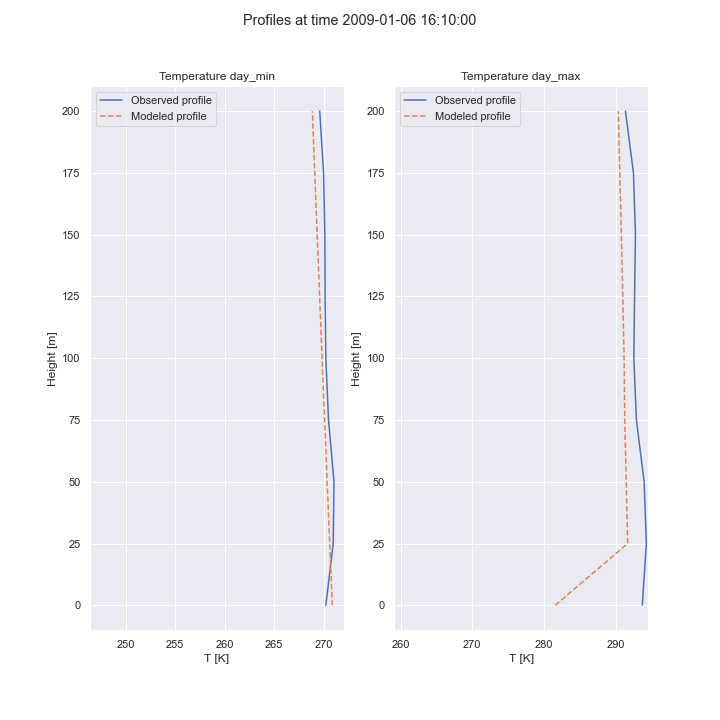 Profiles at time 2009-01-06 16:10:00
Temperature day_min
Observed profile
Modeled profile
200
175
150
125
100
75
50
25
0
Height [m]
250
255
260
265
270
T [K]
Temperature day_max
Observed profile
Modeled profile
200
175
150
125
100
75
50
25
0
Height [m]
260
270
280
290
T [K]